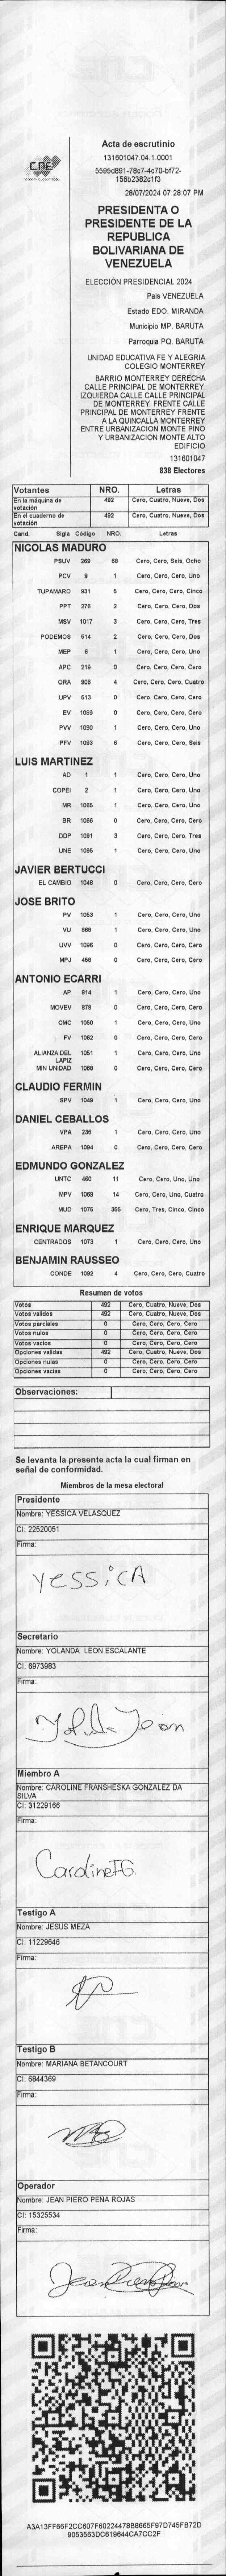 CNE
Acta de escrutinio
131601047.04.1.0001
28/07/2024 07:28:07 PM
PRESIDENTA O
PRESIDENTE DE LA
REPUBLICA
BOLIVARIANA DE
VENEZUELA
ELECCIÓN PRESIDENCIAL 2024
País VENEZUELA
Estado EDO. MIRANDA
Municipio MP. BARUTA
Parroquia PQ. BARUTA
UNIDAD EDUCATIVA FE Y ALEGRIA
COLEGIO MONTERREY
BARRIO MONTERREY DERECHA
CALLE PRINCIPAL DE MONTERREY.
IZQUIERDA CALLE CALLE PRINCIPAL
DE MONTERREY. FRENTE CALLE
PRINCIPAL DE MONTERREY FRENTE
A LA QUINCALLA MONTERREY
ENTRE URBANIZACION MONTE PINO
Y URBANIZACION MONTE ALTO
EDIFICIO
131601047
838 Electores
Votantes NRO. Letras
En la máquina de votación 492 Cero, Cuatro, Nueve, Dos
En el cuaderno de votación 492 Cero, Cuatro, Nueve, Dos
Cand. Sigla Código NRO. Letras
NICOLAS MADURO
PSUV 269 68 Cero, Cero, Seis, Ocho
PCV 9 1 Cero, Cero, Cero, Uno
TUPAMARO 931 5 Cero, Cero, Cero, Cinco
PPT 276 2 Cero, Cero, Cero, Dos
MSV 1017 3 Cero, Cero, Cero, Tres
PODEMOS 514 2 Cero, Cero, Cero, Dos
MEP 6 1 Cero, Cero, Cero, Uno
APC 219 0 Cero, Cero, Cero, Cero
ORA 906 4 Cero, Cero, Cero, Cuatro
UPV 513 0 Cero, Cero, Cero, Cero
EV 1089 0 Cero, Cero, Cero, Cero
PVV 1090 1 Cero, Cero, Cero, Uno
PFV 1093 6 Cero, Cero, Cero, Seis
LUIS MARTINEZ
AD 1 1 Cero, Cero, Cero, Uno
COPEI 2 1 Cero, Cero, Cero, Uno
MR 1065 1 Cero, Cero, Cero, Uno
BR 1066 0 Cero, Cero, Cero, Cero
DDP 1091 3 Cero, Cero, Cero, Tres
UNE 1095 1 Cero, Cero, Cero, Uno
JAVIER BERTUCCI
EL CAMBIO 1048 0 Cero, Cero, Cero, Cero
JOSE BRITO
PV 1053 1 Cero, Cero, Cero, Uno
VU 868 1 Cero, Cero, Cero, Uno
UVV 1096 0 Cero, Cero, Cero, Cero
MPJ 458 0 Cero, Cero, Cero, Cero
ANTONIO ECARRI
AP 914 1 Cero, Cero, Cero, Uno
MOVEV 878 0 Cero, Cero, Cero, Cero
CMC 1050 1 Cero, Cero, Cero, Uno
FV 1062 0 Cero, Cero, Cero, Cero
ALIANZA DEL LAPIZ 1051 1 Cero, Cero, Cero, Uno
MIN UNIDAD 1088 0 Cero, Cero, Cero, Cero
CLAUDIO FERMIN
SPV 1049 1 Cero, Cero, Cero, Uno
DANIEL CEBALLOS
VPA 236 1 Cero, Cero, Cero, Uno
AREPA 1094 0 Cero, Cero, Cero, Cero
EDMUNDO GONZALEZ
UNTC 460 11 Cero, Cero, Uno, Uno
MPV 1069 14 Cero, Cero, Uno, Cuatro
MUD 1075 355 Cero, Tres, Cinco, Cinco
ENRIQUE MARQUEZ
CENTRADOS 1073 1 Cero, Cero, Cero, Uno
BENJAMIN RAUSSEO
CONDE 1092 4 Cero, Cero, Cero, Cuatro
Resumen de votos
Votos 492 Cero, Cuatro, Nueve, Dos
Votos validos 492 Cero, Cuatro, Nueve, Dos
Votos parciales 0 Cero, Cero, Cero, Cero
Votos nulos 0 Cero, Cero, Cero, Cero
Votos vacios 0 Cero, Cero, Cero, Cero
Opciones validas 492 Cero, Cuatro, Nueve, Dos
Opciones nulas 0 Cero, Cero, Cero, Cero
Opciones vacias 0 Cero, Cero, Cero, Cero
Observaciones:
Se levanta la presente acta la cual firman en
señal de conformidad.
Miembros de la mesa electoral
Presidente
Nombre: YESSICA VELASQUEZ
CI: 22520051
Firma:
yESSiCA
Secretario
Nombre: YOLANDA LEON ESCALANTE
CI: 6973983
Firma:
Miembro A
Nombre: CAROLINE FRANSHESKA GONZALEZ DA
SILVA
CI: 31229166
Firma:
Testigo A
Nombre: JESUS MEZA
CI: 11229646
Firma:
Testigo B
Nombre: MARIANA BETANCOURT
CI: 6844369
Firma:
Operador
Nombre: JEAN PIERO PEÑA ROJAS
CI: 15325534
Firma:
A3A13FF66F2CC607F60224478B8665F97D745FB72D
9053563DC619644CA7CC2F